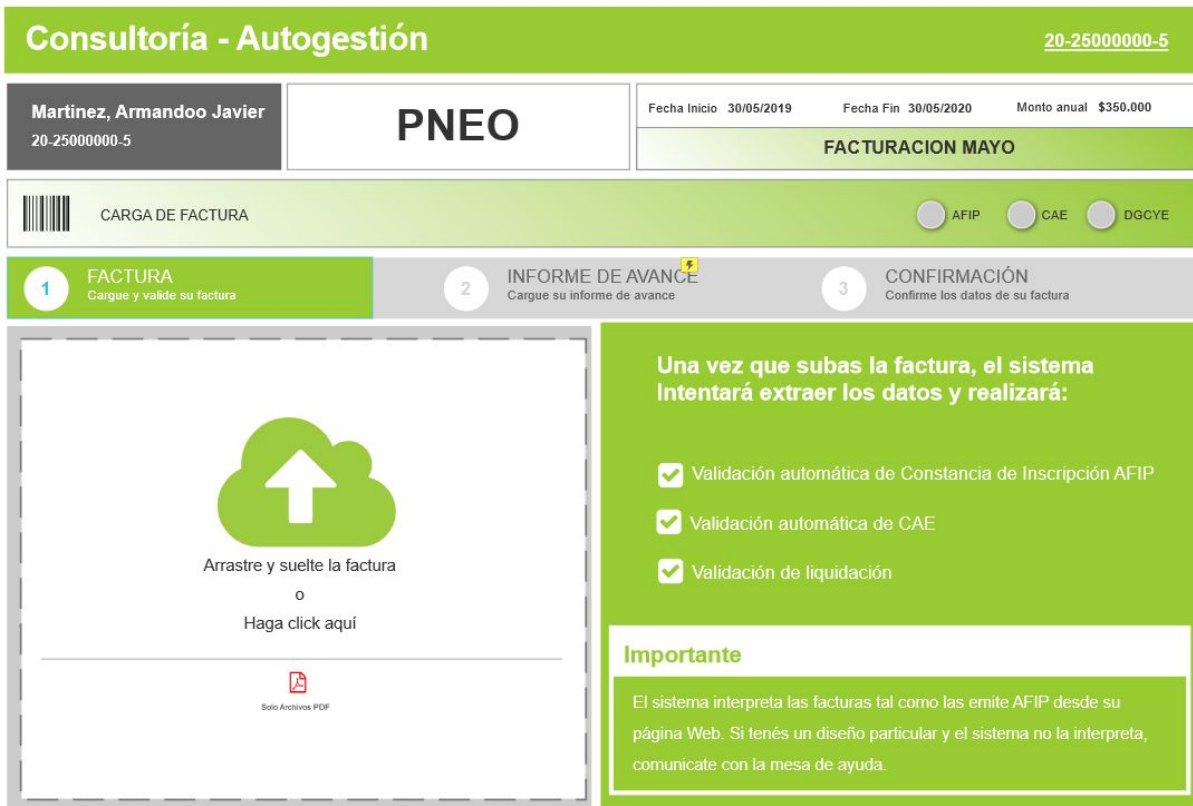 Consultoría - Autogestión
20-25000000-5
Martinez, Armandoo Javier
20-25000000-5
PNEO
Fecha Inicio 30/05/2019 Fecha Fin 30/05/2020 Monto anual $350.000
FACTURACION MAYO
CARGA DE FACTURA
AFIP CAE DGCYE
1 FACTURA
Cargue y valide su factura
2 INFORME DE AVANCE
Cargue su informe de avance
3 CONFIRMACIÓN
Confirme los datos de su factura
Arrastre y suelte la factura
o
Haga click aquí
Solo Archivos PDF
Una vez que subas la factura, el sistema
Intentará extraer los datos y realizará:
Validación automática de Constancia de Inscripción AFIP
Validación automática de CAE
Validación de liquidación
Importante
El sistema interpreta las facturas tal como las emite AFIP desde su
página Web. Si tenés un diseño particular y el sistema no la interpreta,
comunicate con la mesa de ayuda.